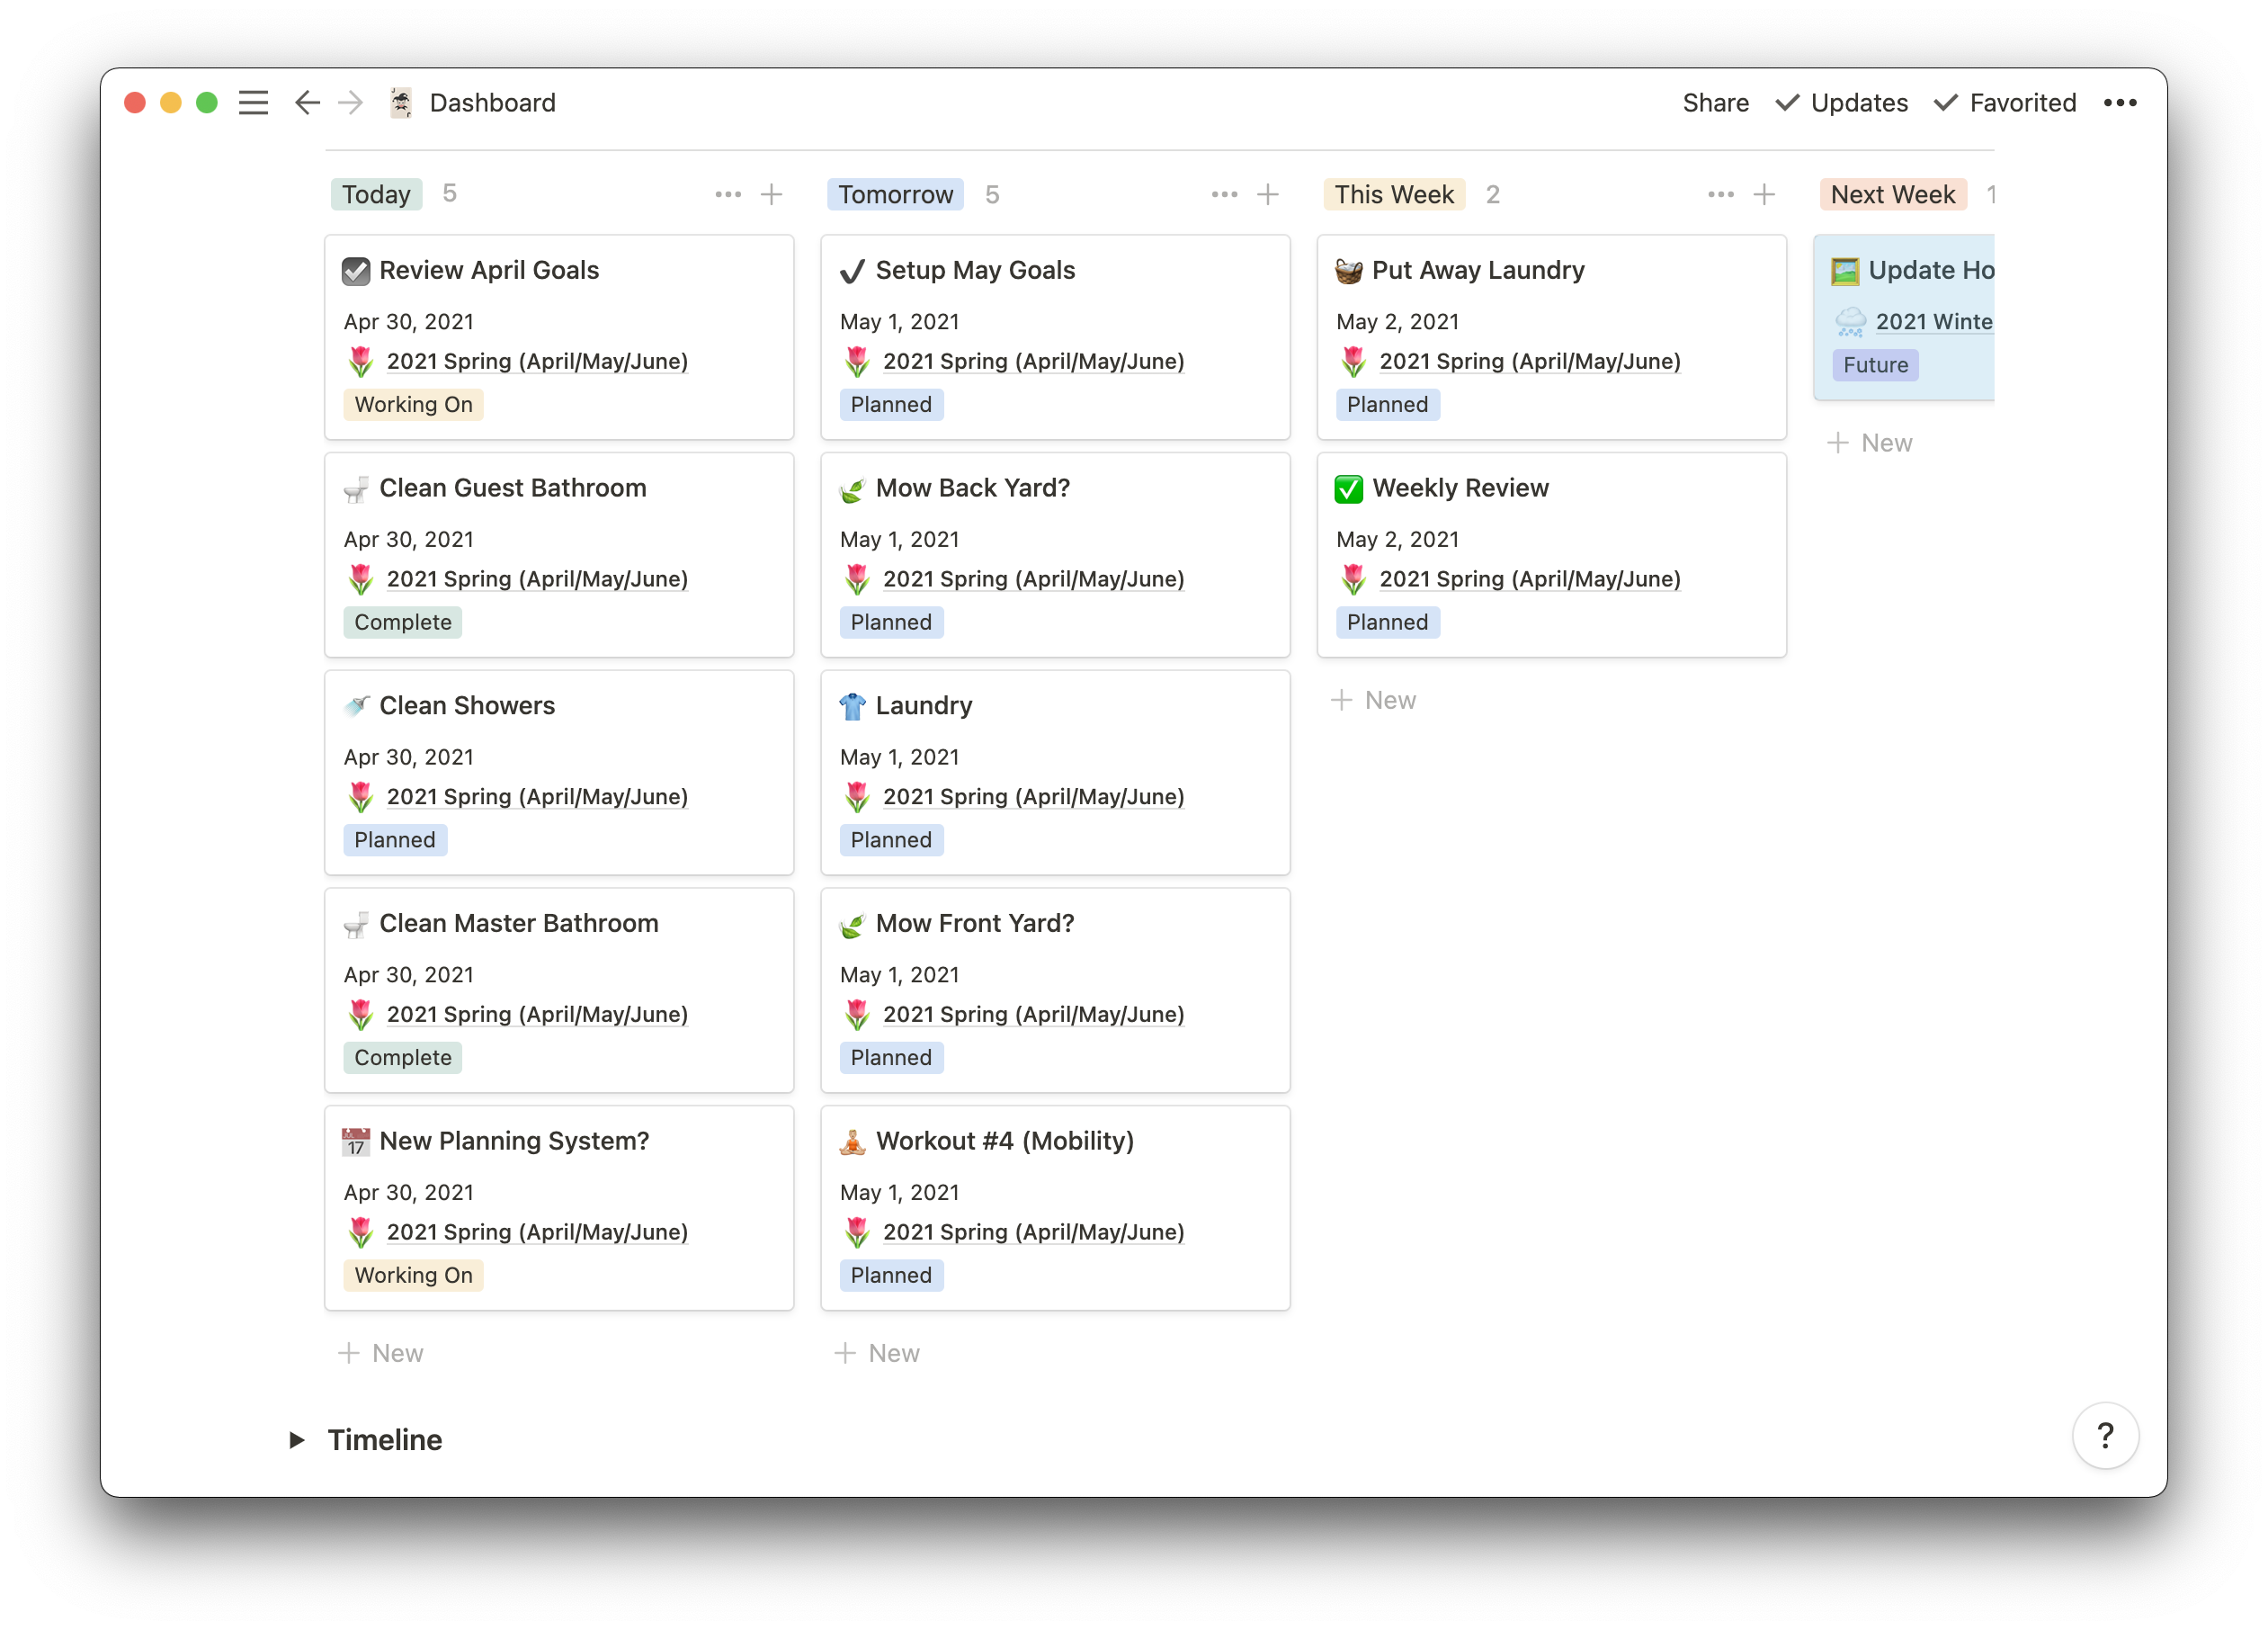 Dashboard
Share
Updates
Favorited
Today 5
Review April Goals
Apr 30, 2021
2021 Spring (April/May/June)
Working On
Clean Guest Bathroom
Apr 30, 2021
2021 Spring (April/May/June)
Complete
Clean Showers
Apr 30, 2021
2021 Spring (April/May/June)
Planned
Clean Master Bathroom
Apr 30, 2021
2021 Spring (April/May/June)
Complete
17
New Planning System?
Apr 30, 2021
2021 Spring (April/May/June)
Working On
New
Tomorrow 5
Setup May Goals
May 1, 2021
2021 Spring (April/May/June)
Planned
Mow Back Yard?
May 1, 2021
2021 Spring (April/May/June)
Planned
Laundry
May 1, 2021
2021 Spring (April/May/June)
Planned
Mow Front Yard?
May 1, 2021
2021 Spring (April/May/June)
Planned
Workout #4 (Mobility)
May 1, 2021
2021 Spring (April/May/June)
Planned
New
This Week 2
Put Away Laundry
May 2, 2021
2021 Spring (April/May/June)
Planned
Weekly Review
May 2, 2021
2021 Spring (April/May/June)
Planned
New
Next Week 1
Update Ho
2021 Winte
Future
New
Timeline
?